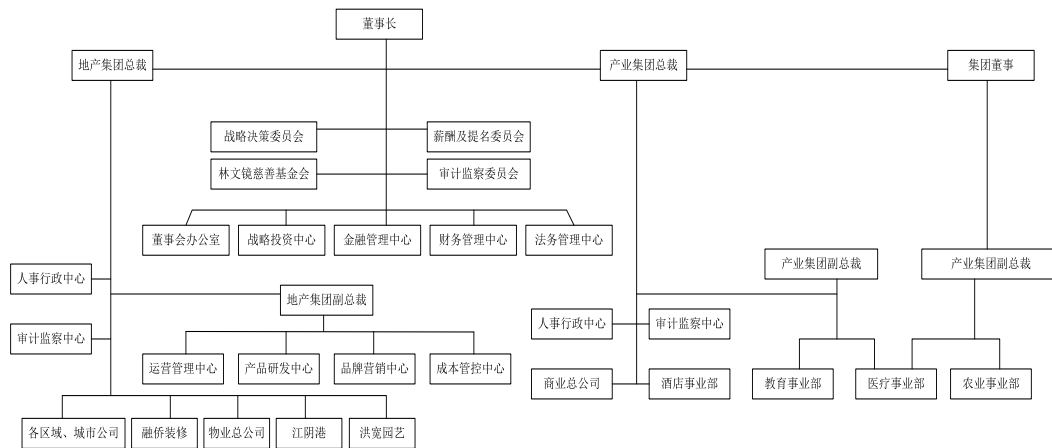 董事长
地产集团总裁
产业集团总裁
集团董事
战略决策委员会
薪酬及提名委员会
林文镜慈善基金会
审计监察委员会
董事会办公室
战略投资中心
金融管理中心
财务管理中心
法务管理中心
产业集团副总裁
产业集团副总裁
人事行政中心
地产集团副总裁
人事行政中心
审计监察中心
审计监察中心
运营管理中心
产品研发中心
品牌营销中心
成本管控中心
商业总公司
酒店事业部
教育事业部
医疗事业部
农业事业部
各区域、城市公司
融侨装修
物业总公司
江阴港
洪宽园艺